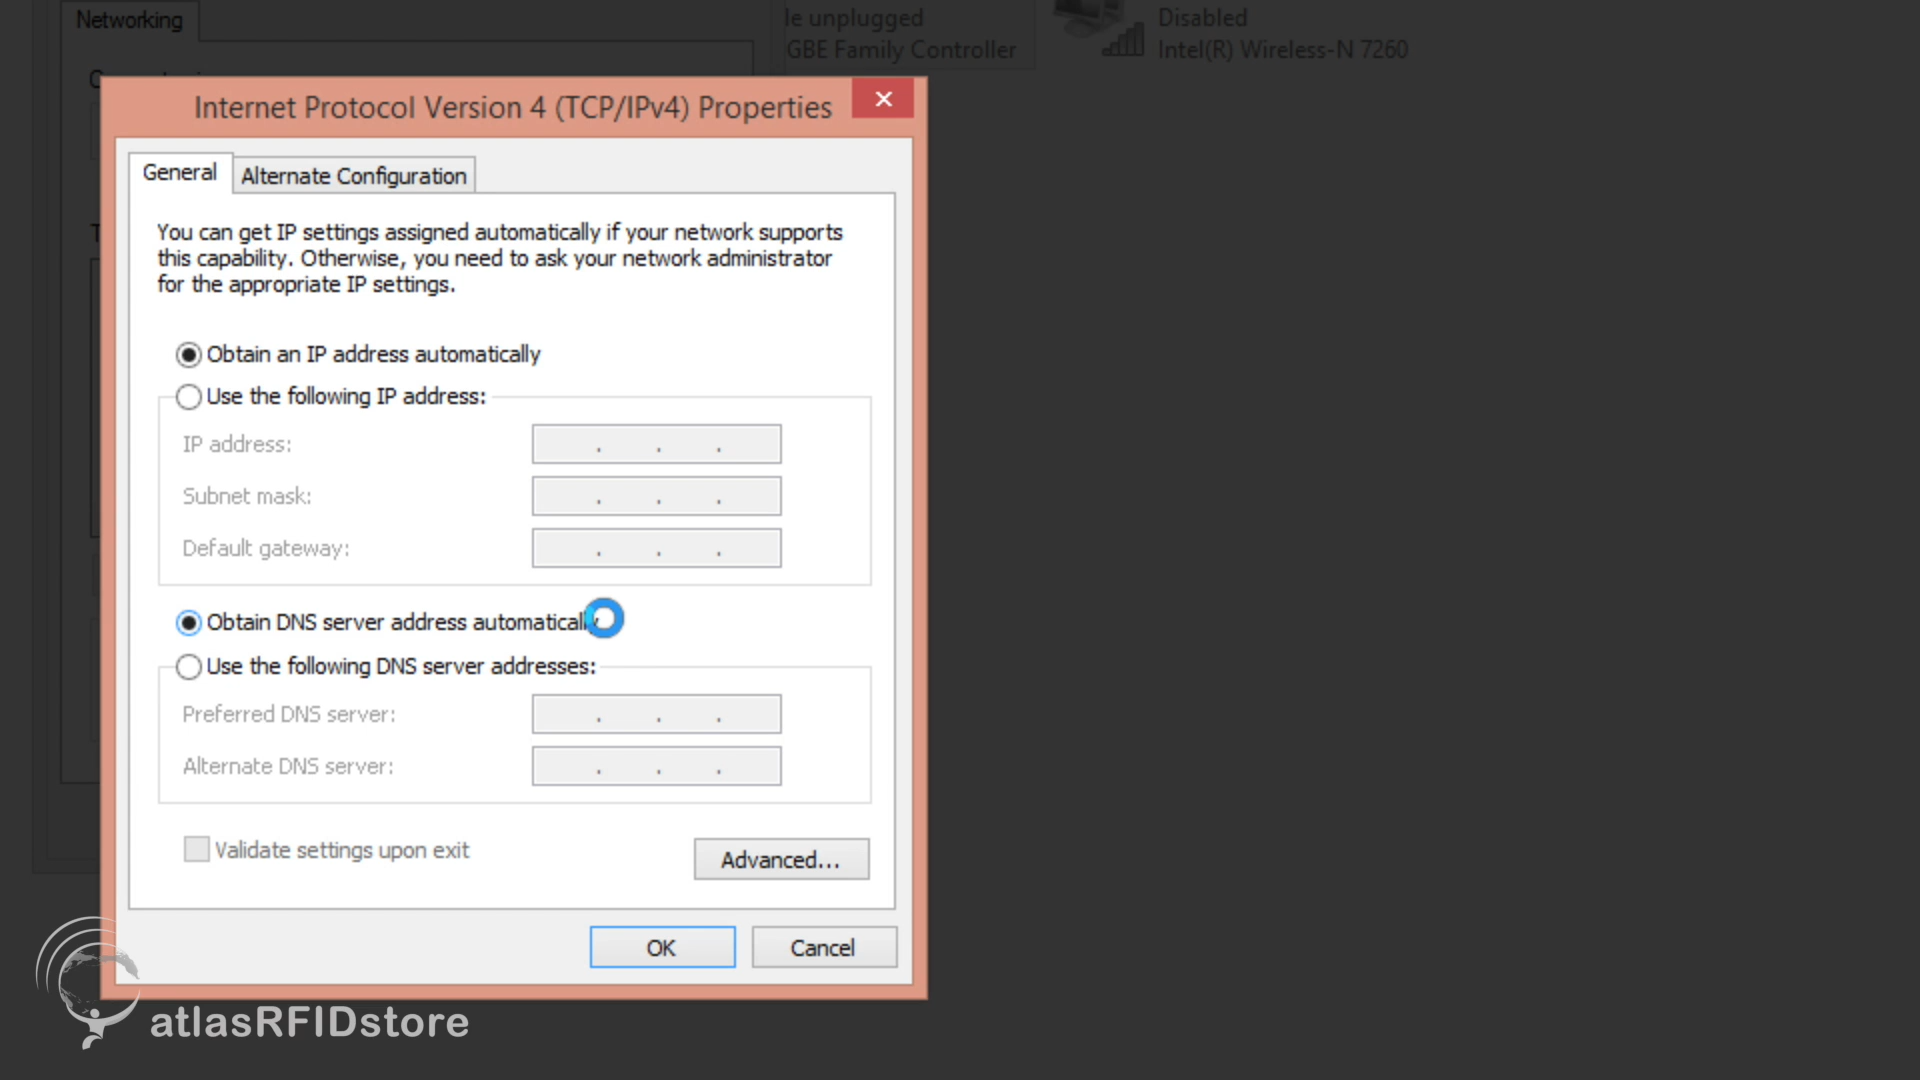 Networking
le unplugged
GBE Family Controller
Disabled
Intel(R) Wireless-N 7260
Internet Protocol Version 4 (TCP/IPv4) Properties
General
Alternate Configuration
You can get IP settings assigned automatically if your network supports
this capability. Otherwise, you need to ask your network administrator
for the appropriate IP settings.
Obtain an IP address automatically
Use the following IP address:
IP address:
Subnet mask:
Default gateway:
Obtain DNS server address automatically
Use the following DNS server addresses:
Preferred DNS server:
Alternate DNS server:
Validate settings upon exit
Advanced...
OK
Cancel
atlasRFIDstore